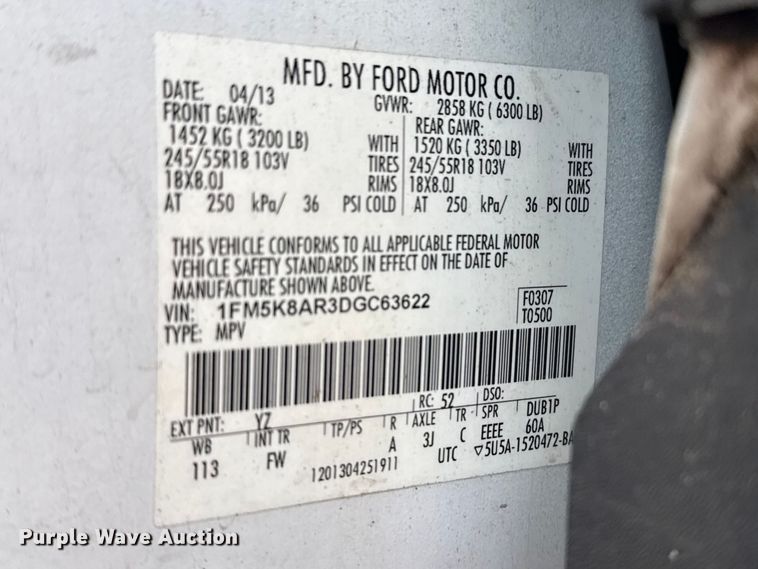 MFD. BY FORD MOTOR CO.
DATE: 04/13 GVWR: 2858 KG ( 6300 LB)
FRONT GAWR: REAR GAWR:
1452 KG ( 3200 LB) WITH 1520 KG ( 3350 LB) WITH
245/55R18 103V TIRES 245/55R18 103V TIRES
18X8.0J RIMS 18X8.0J RIMS
AT 250 kPa/ 36 PSI COLD AT 250 kPa/ 36 PSI COLD
THIS VEHICLE CONFORMS TO ALL APPLICABLE FEDERAL MOTOR
VEHICLE SAFETY STANDARDS IN EFFECT ON THE DATE OF
MANUFACTURE SHOWN ABOVE.
VIN: 1FM5K8AR3DGC63622 F0307
TYPE: MPV T0500
EXT PNT: YZ RC: 52 DSO:
WB INT TR TP/PS R AXLE TR SPR DUB1P
113 FW A 3J C EEEE 60A
1201304251911 UTC ▽5U5A-1520472-BA
Purple Wave Auction